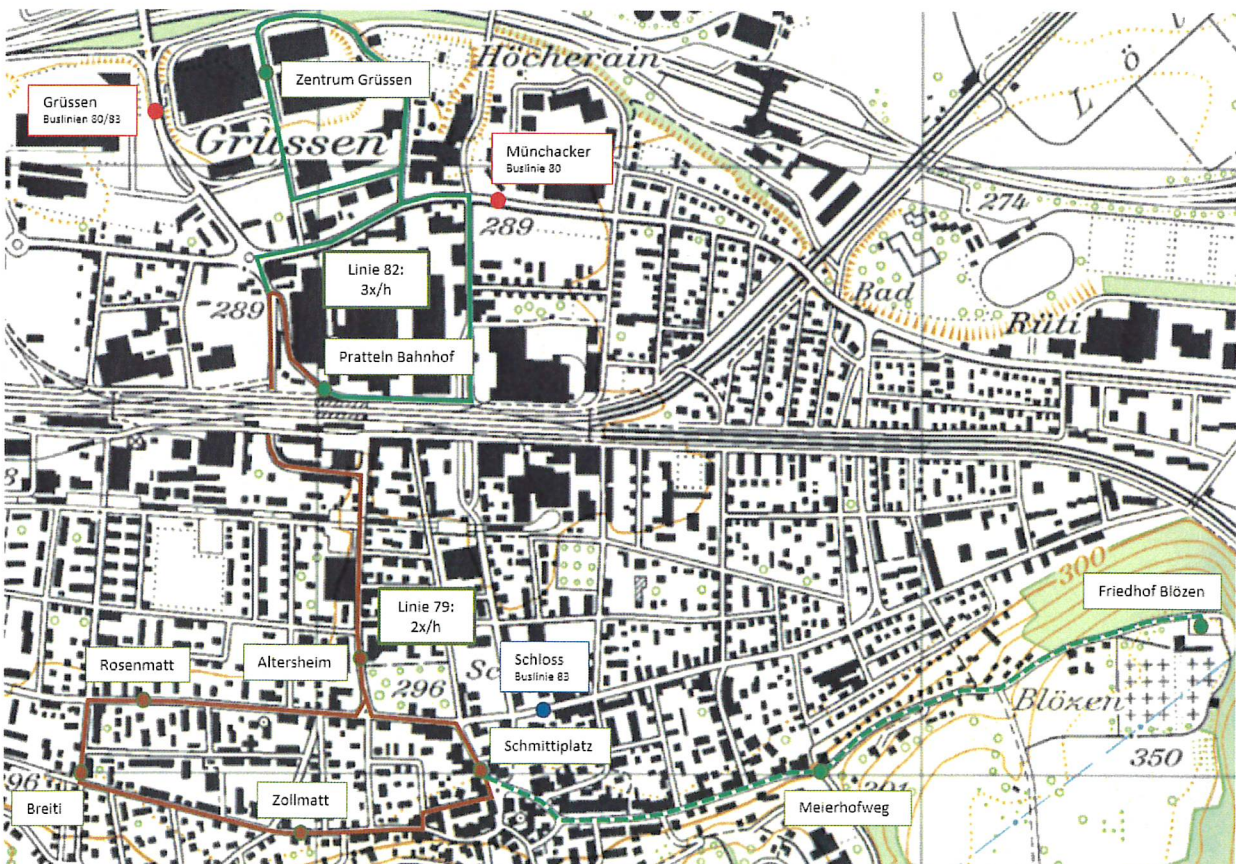 Höcherain
Zentrum Grüssen
Grüssen
Buslinien 80/83
Grüssen
Münchacker
Buslinie 80
L ö
274
289
Linie 82:
3x/h
Bad
289
Rüti
Pratteln Bahnhof
300
Friedhof Blözen
Linie 79:
2x/h
Rosenmatt
Altersheim
Schloss
Buslinie 83
296
Sc
Blözen
Schmittiplatz
350
96
Breiti
Zollmatt
Meierhofweg